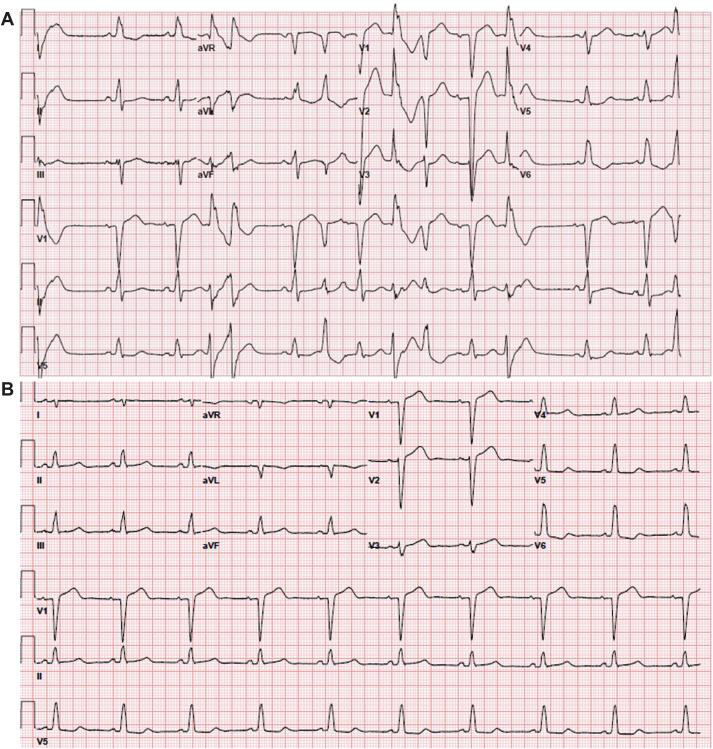 A
I aVR V1 V4
II aVL V2 V5
III aVF V3 V6
V1
II
V5
B
I aVR V1 V4
II aVL V2 V5
III aVF V3 V6
V1
II
V5